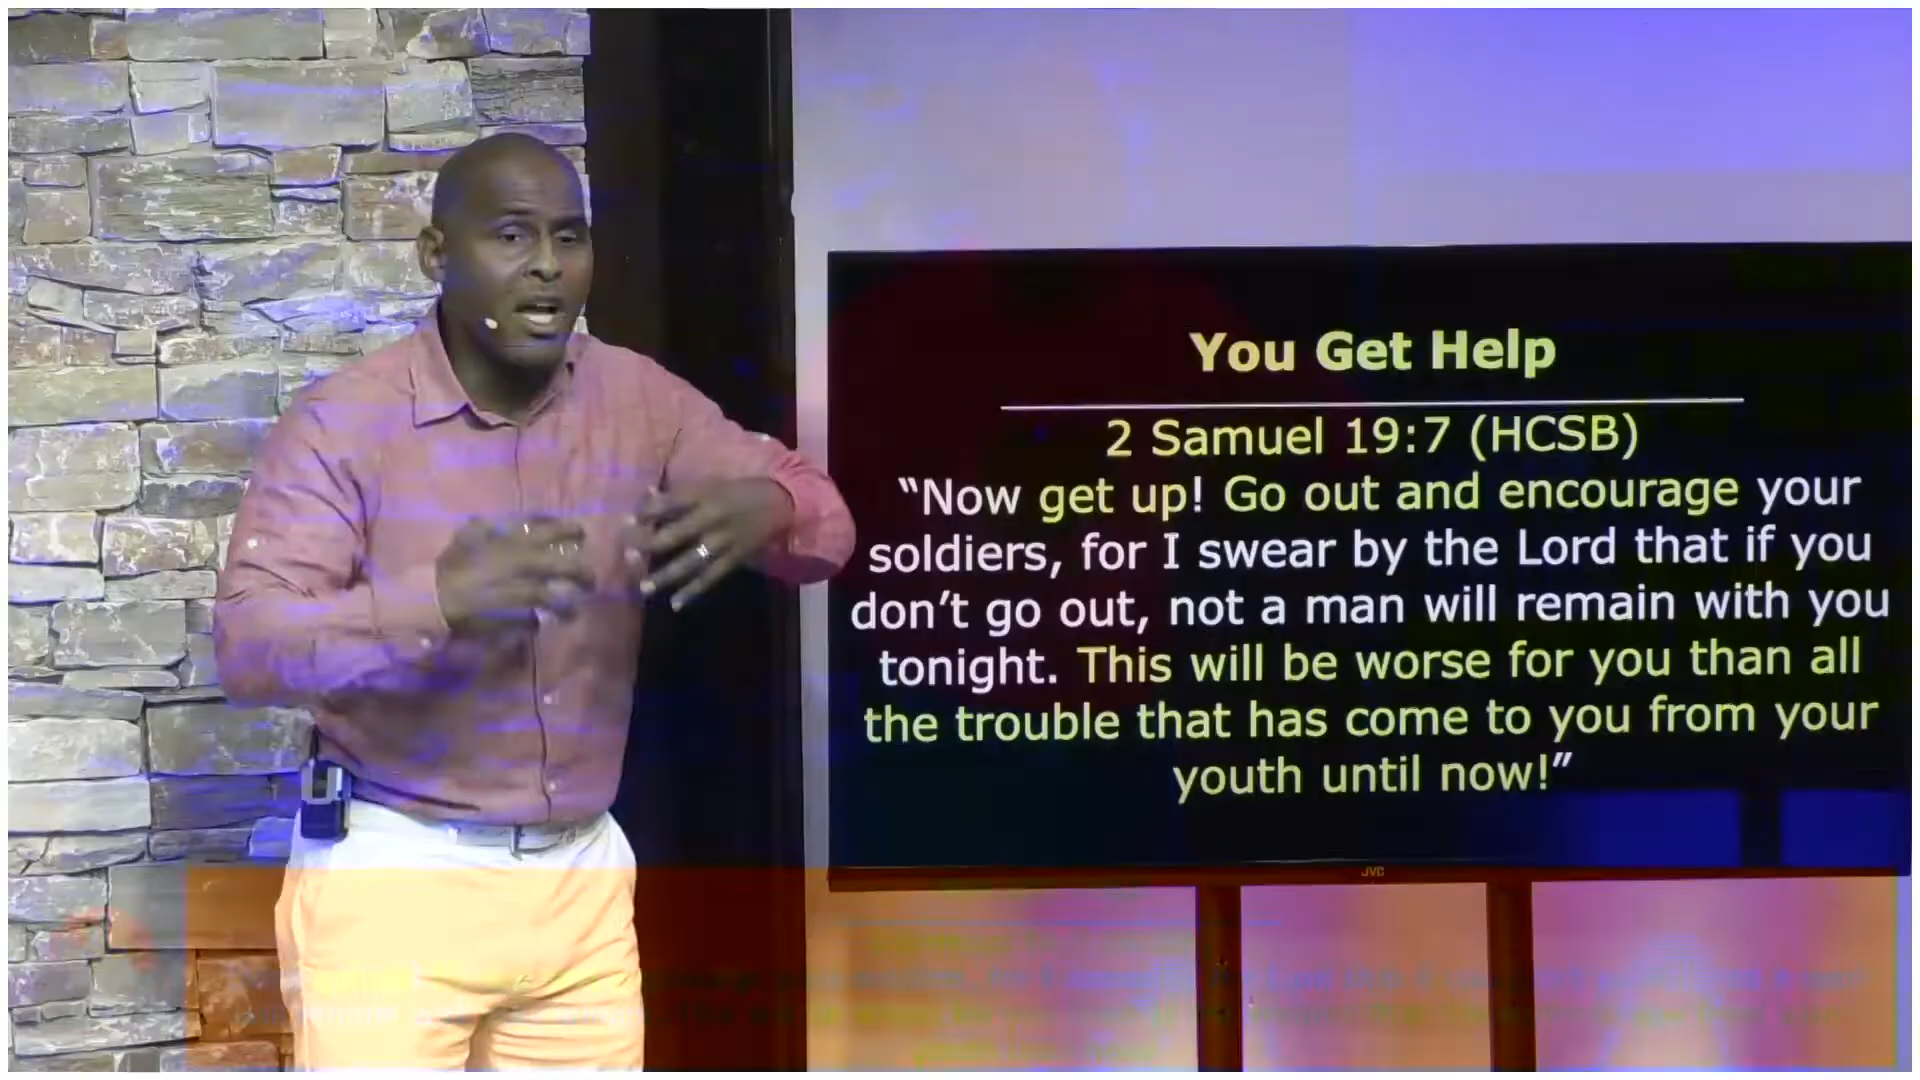 You Get Help
2 Samuel 19:7 (HCSB)
“Now get up! Go out and encourage your
soldiers, for I swear by the Lord that if you
don’t go out, not a man will remain with you
tonight. This will be worse for you than all
the trouble that has come to you from your
youth until now!”
JVC